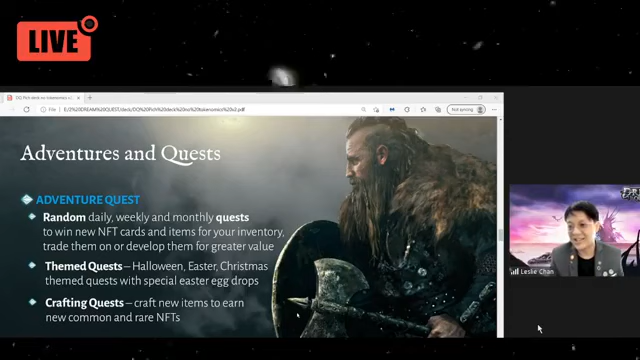 LIVE
Not syncing
Adventures and Quests
ADVENTURE QUEST
Random daily, weekly and monthly quests
to win new NFT cards and items for your inventory,
trade them on or develop them for greater value
Themed Quests – Halloween, Easter, Christmas
themed quests with special easter egg drops
Crafting Quests – craft new items to earn
new common and rare NFTs
Leslie Chan